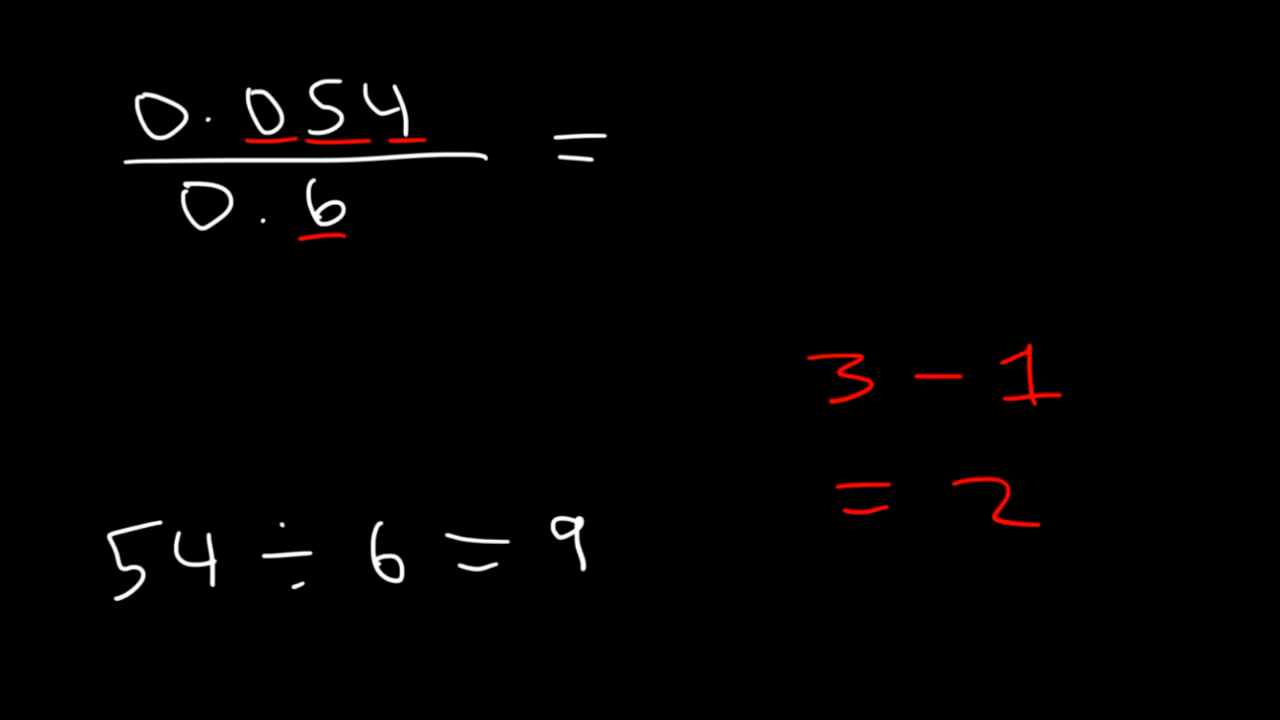 0.054
0.6
=
3 - 1
= 2
54 ÷ 6 = 9